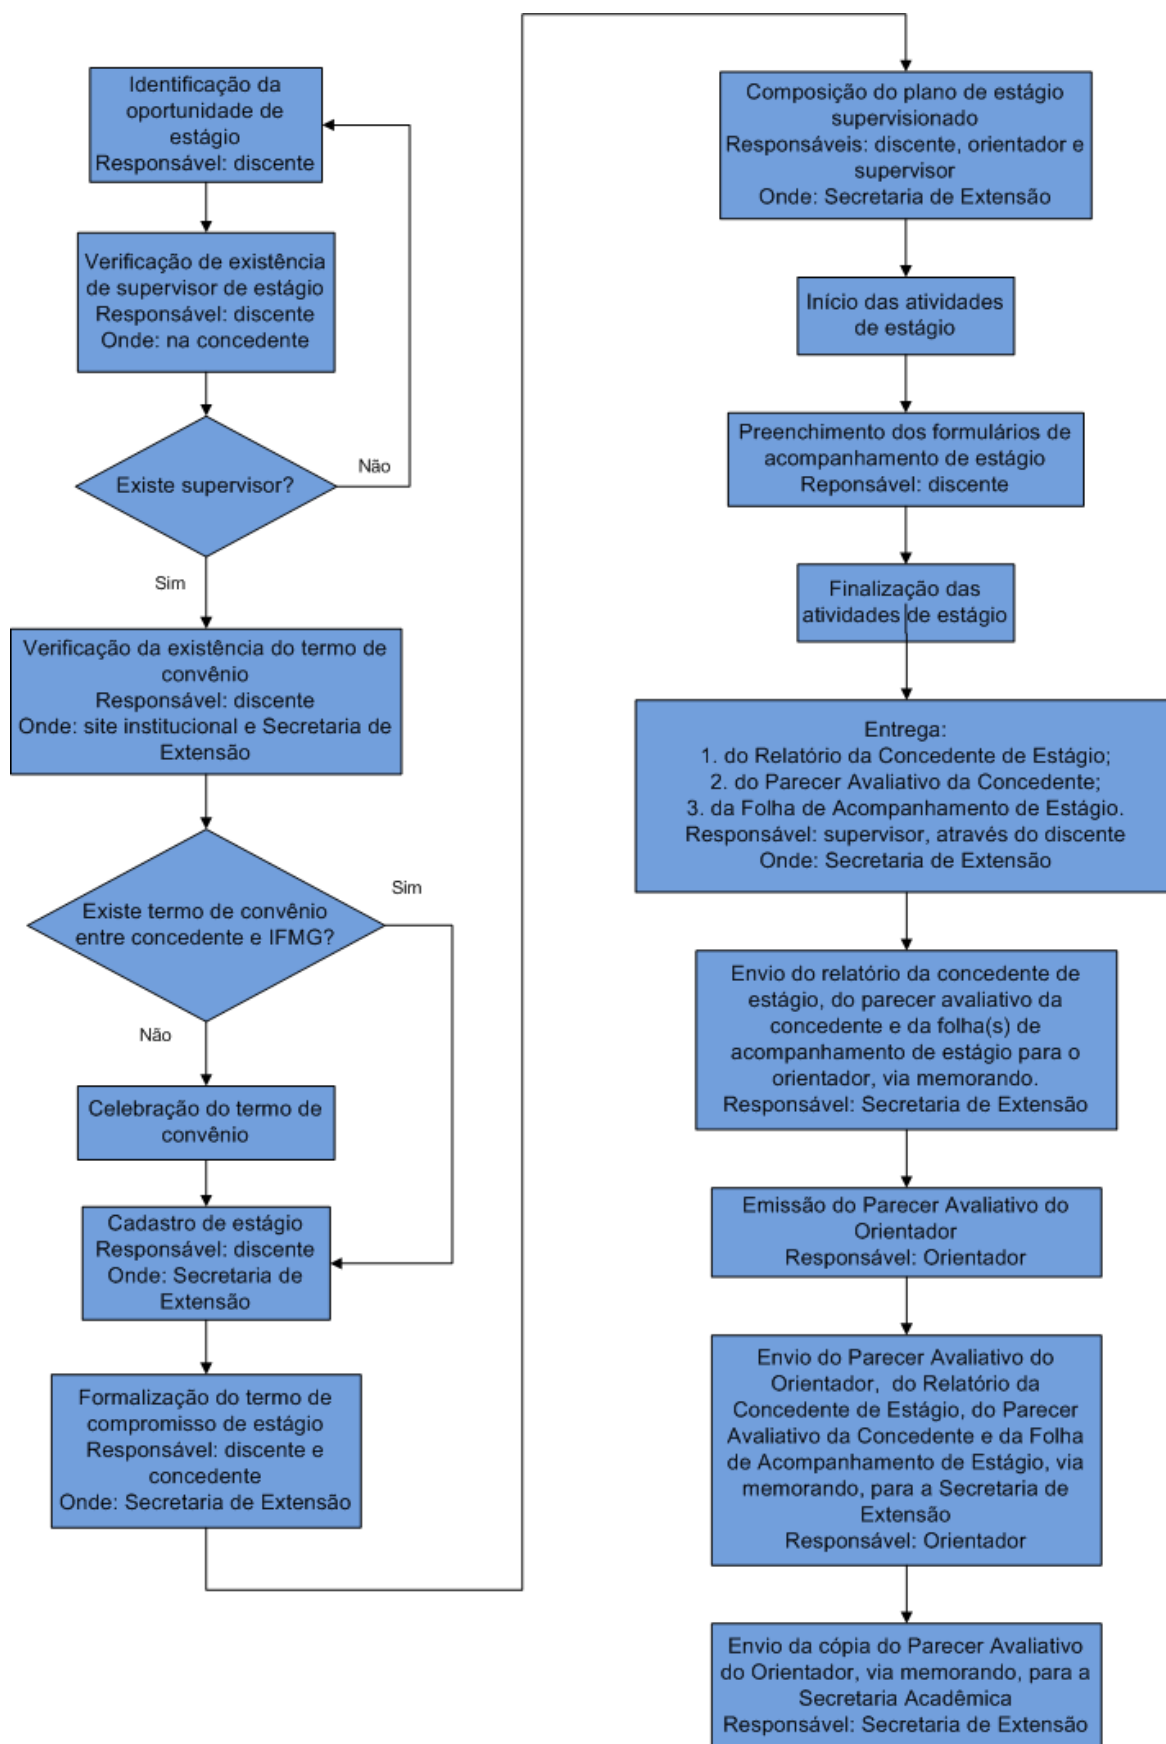 Identificação da
oportunidade de
estágio
Responsável: discente
Verificação de existência
de supervisor de estágio
Responsável: discente
Onde: na concedente
Existe supervisor?
Não
Sim
Verificação da existência do termo de
convênio
Responsável: discente
Onde: site institucional e Secretaria de
Extensão
Existe termo de convênio
entre concedente e IFMG?
Sim
Não
Celebração do termo de
convênio
Cadastro de estágio
Responsável: discente
Onde: Secretaria de
Extensão
Formalização do termo de
compromisso de estágio
Responsável: discente e
concedente
Onde: Secretaria de Extensão
Composição do plano de estágio
supervisionado
Responsáveis: discente, orientador e
supervisor
Onde: Secretaria de Extensão
Início das atividades
de estágio
Preenchimento dos formulários de
acompanhamento de estágio
Reponsável: discente
Finalização das
atividades de estágio
Entrega:
1. do Relatório da Concedente de Estágio;
2. do Parecer Avaliativo da Concedente;
3. da Folha de Acompanhamento de Estágio.
Responsável: supervisor, através do discente
Onde: Secretaria de Extensão
Envio do relatório da concedente de
estágio, do parecer avaliativo da
concedente e da folha(s) de
acompanhamento de estágio para o
orientador, via memorando.
Responsável: Secretaria de Extensão
Emissão do Parecer Avaliativo do
Orientador
Responsável: Orientador
Envio do Parecer Avaliativo do
Orientador, do Relatório da
Concedente de Estágio, do Parecer
Avaliativo da Concedente e da Folha
de Acompanhamento de Estágio, via
memorando, para a Secretaria de
Extensão
Responsável: Orientador
Envio da cópia do Parecer Avaliativo
do Orientador, via memorando, para a
Secretaria Acadêmica
Responsável: Secretaria de Extensão